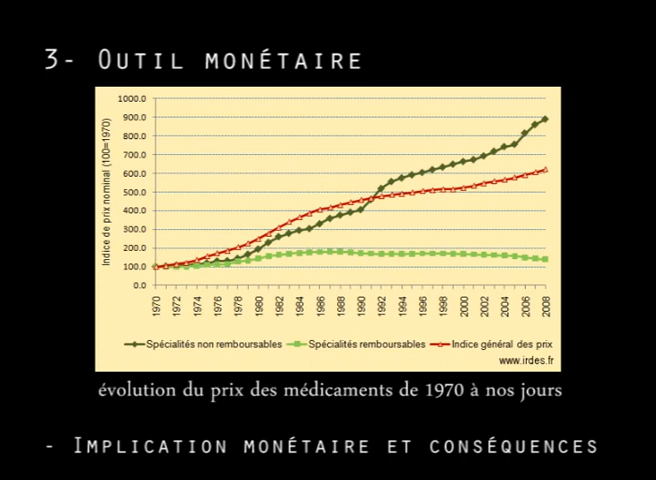 3- Outil monétaire
Indice de prix nominal (100=1970)
1000.0
900.0
800.0
700.0
600.0
500.0
400.0
300.0
200.0
100.0
0.0
1970 1972 1974 1976 1978 1980 1982 1984 1986 1988 1990 1992 1994 1996 1998 2000 2002 2004 2006 2008
Spécialités non remboursables Spécialités remboursables Indice général des prix
www.irdes.fr
évolution du prix des médicaments de 1970 à nos jours
- Implication monétaire et conséquences